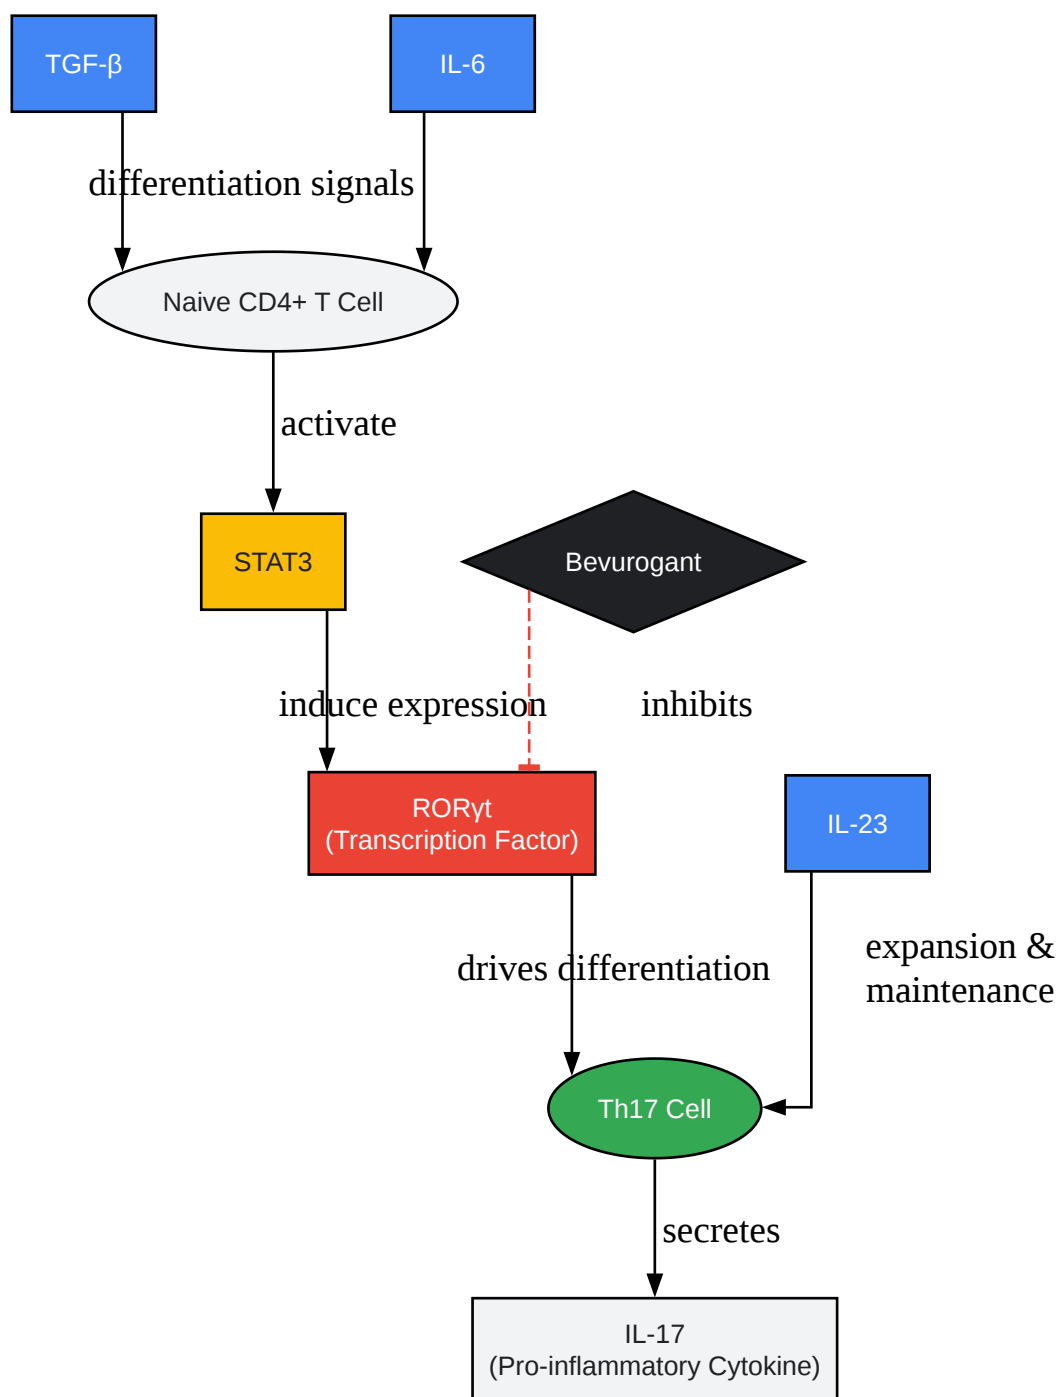 TGF-β
IL-6
differentiation signals
Naive CD4+ T Cell
activate
STAT3
Bevurogant
induce expression
inhibits
RORγt
(Transcription Factor)
IL-23
drives differentiation
expansion &
maintenance
Th17 Cell
secretes
IL-17
(Pro-inflammatory Cytokine)